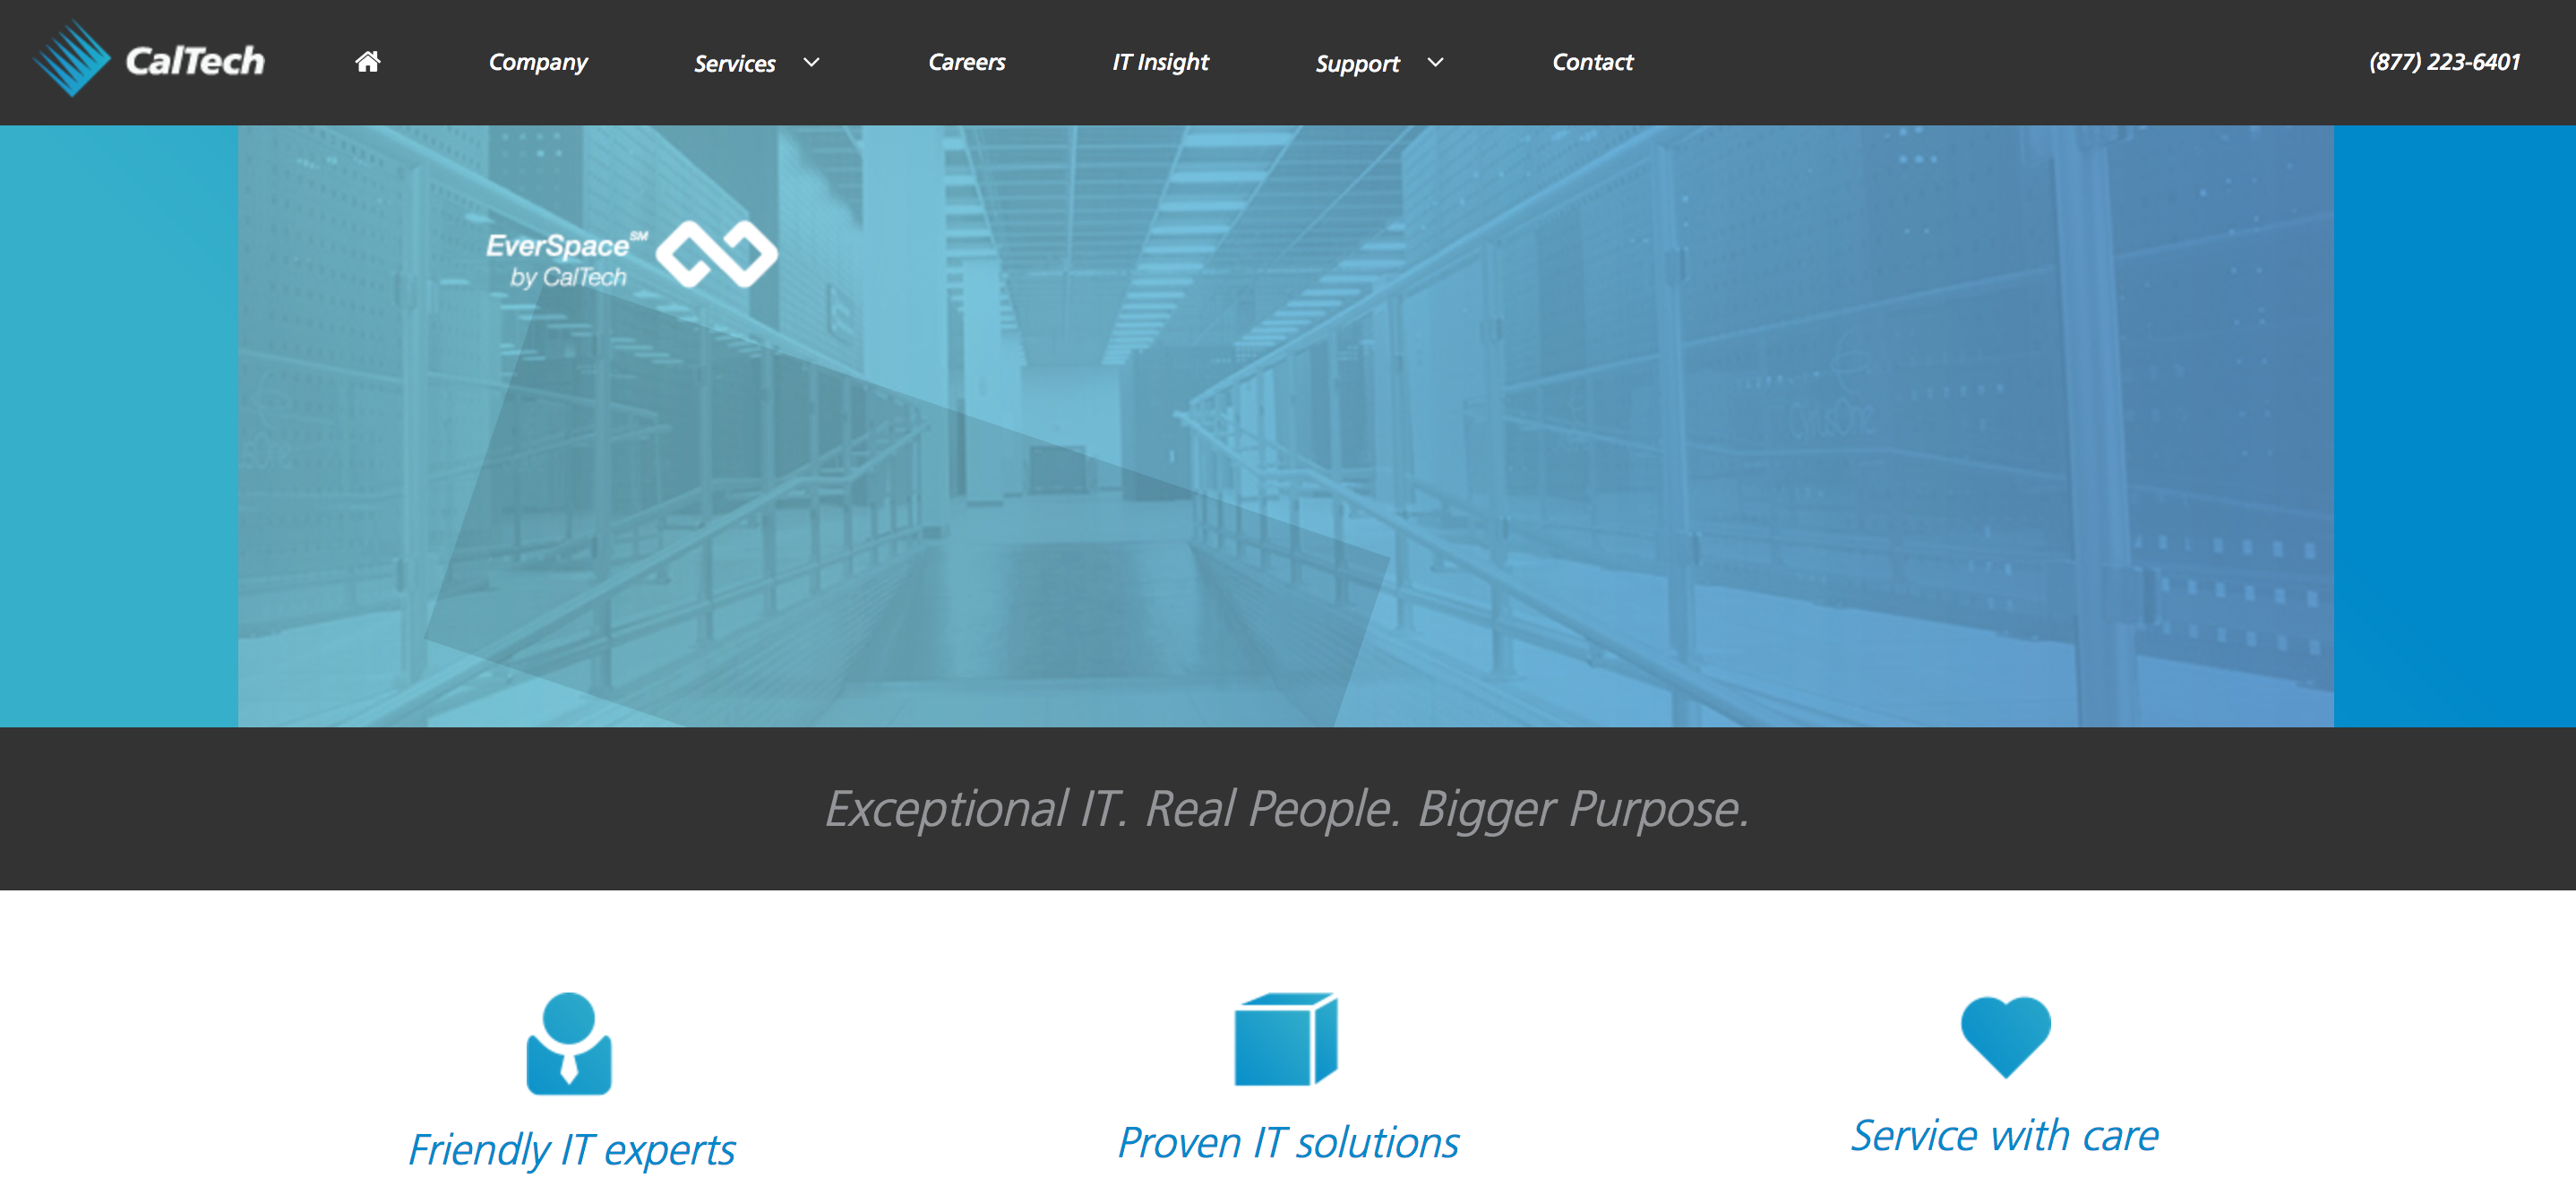 CalTech
Company
Services
Careers
IT Insight
Support
Contact
(877) 223-6401
EverSpace℠
by CalTech
CyrusOne
Exceptional IT. Real People. Bigger Purpose.
Friendly IT experts
Proven IT solutions
Service with care